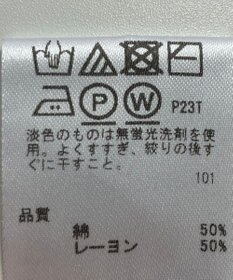 P W P23T
淡色のものは無蛍光洗剤を使
用。よくすすぎ、絞りの後す
ぐに干すこと。
101
品質
綿 50%
レーヨン 50%